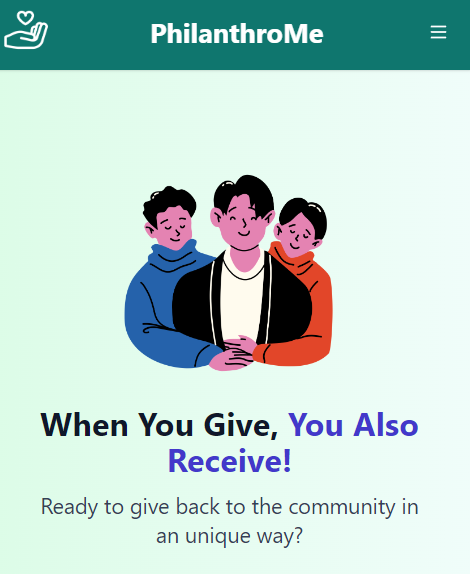 PhilanthroMe
When You Give, You Also
Receive!
Ready to give back to the community in
an unique way?